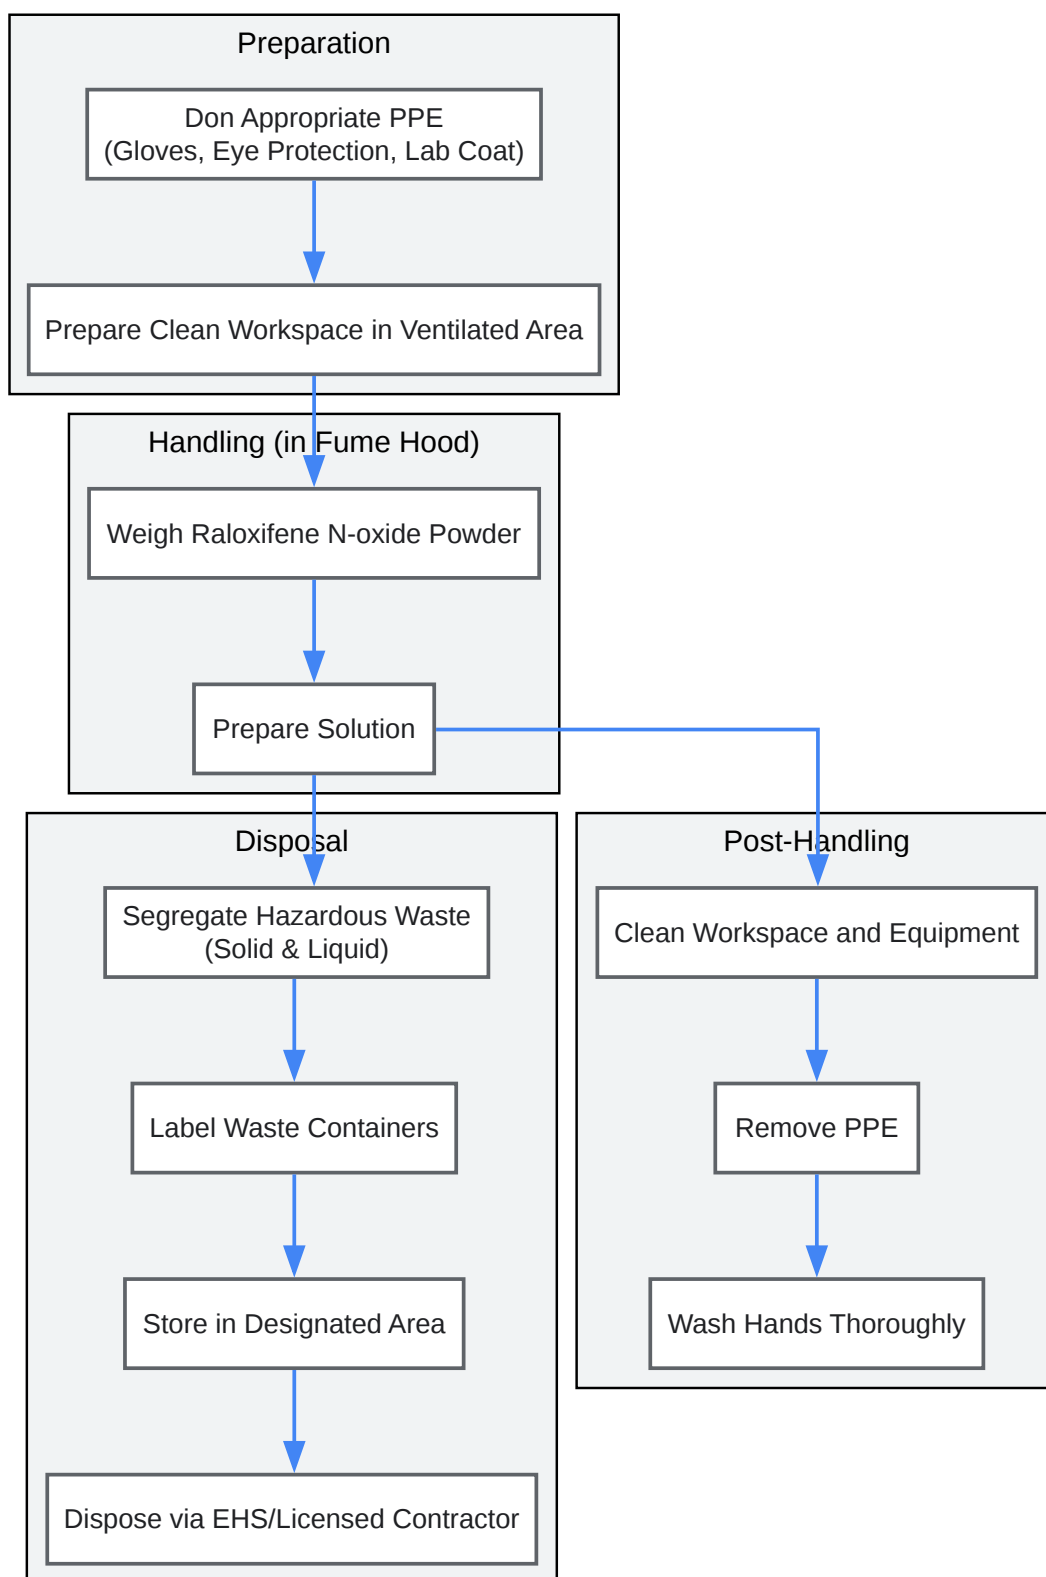 Preparation
Don Appropriate PPE
(Gloves, Eye Protection, Lab Coat)
Prepare Clean Workspace in Ventilated Area
Handling (in Fume Hood)
Weigh Raloxifene N-oxide Powder
Prepare Solution
Disposal
Segregate Hazardous Waste
(Solid & Liquid)
Label Waste Containers
Store in Designated Area
Dispose via EHS/Licensed Contractor
Post-Handling
Clean Workspace and Equipment
Remove PPE
Wash Hands Thoroughly